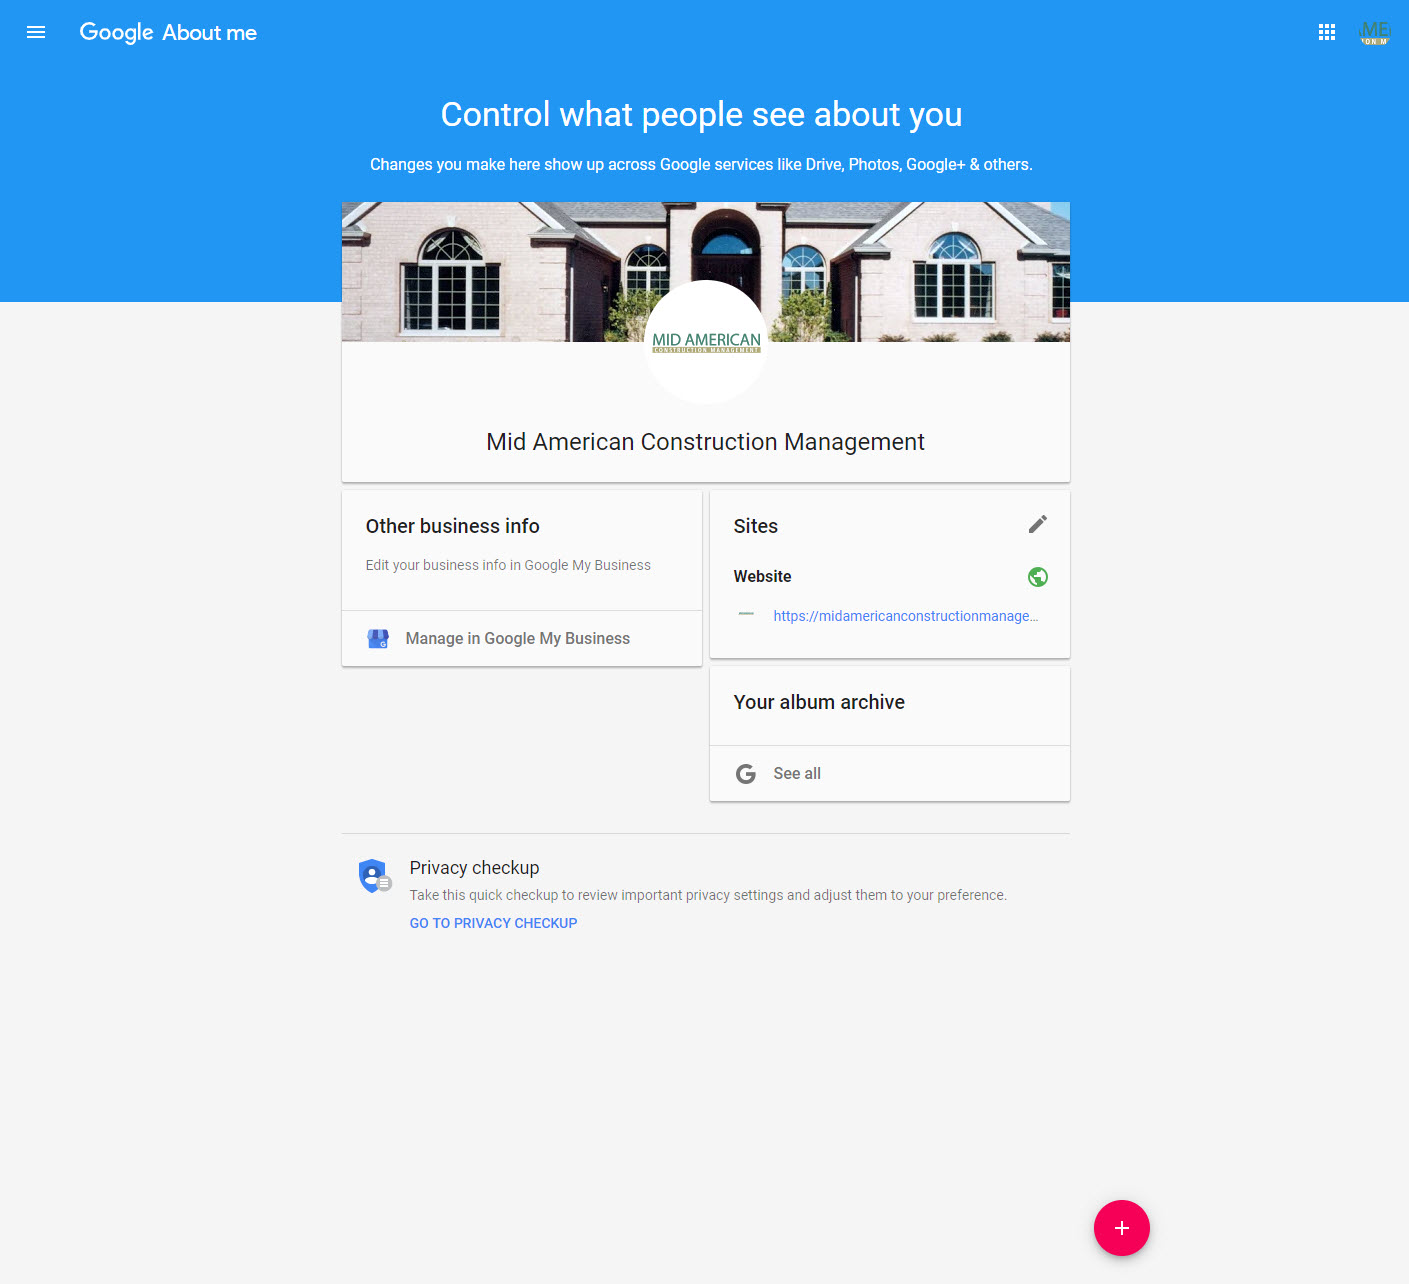 Google About me
Control what people see about you
Changes you make here show up across Google services like Drive, Photos, Google+ & others.
MID AMERICAN
CONSTRUCTION MANAGEMENT
Mid American Construction Management
Other business info
Edit your business info in Google My Business
Manage in Google My Business
Sites
Website
https://midamericanconstructionmanage...
Your album archive
See all
Privacy checkup
Take this quick checkup to review important privacy settings and adjust them to your preference.
GO TO PRIVACY CHECKUP